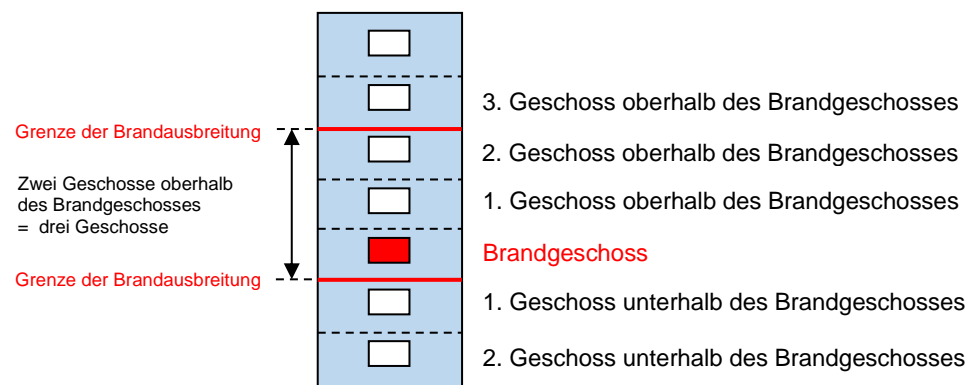 3. Geschoss oberhalb des Brandgeschosses
Grenze der Brandausbreitung
2. Geschoss oberhalb des Brandgeschosses
Zwei Geschosse oberhalb
des Brandgeschosses
= drei Geschosse
1. Geschoss oberhalb des Brandgeschosses
Brandgeschoss
Grenze der Brandausbreitung
1. Geschoss unterhalb des Brandgeschosses
2. Geschoss unterhalb des Brandgeschosses